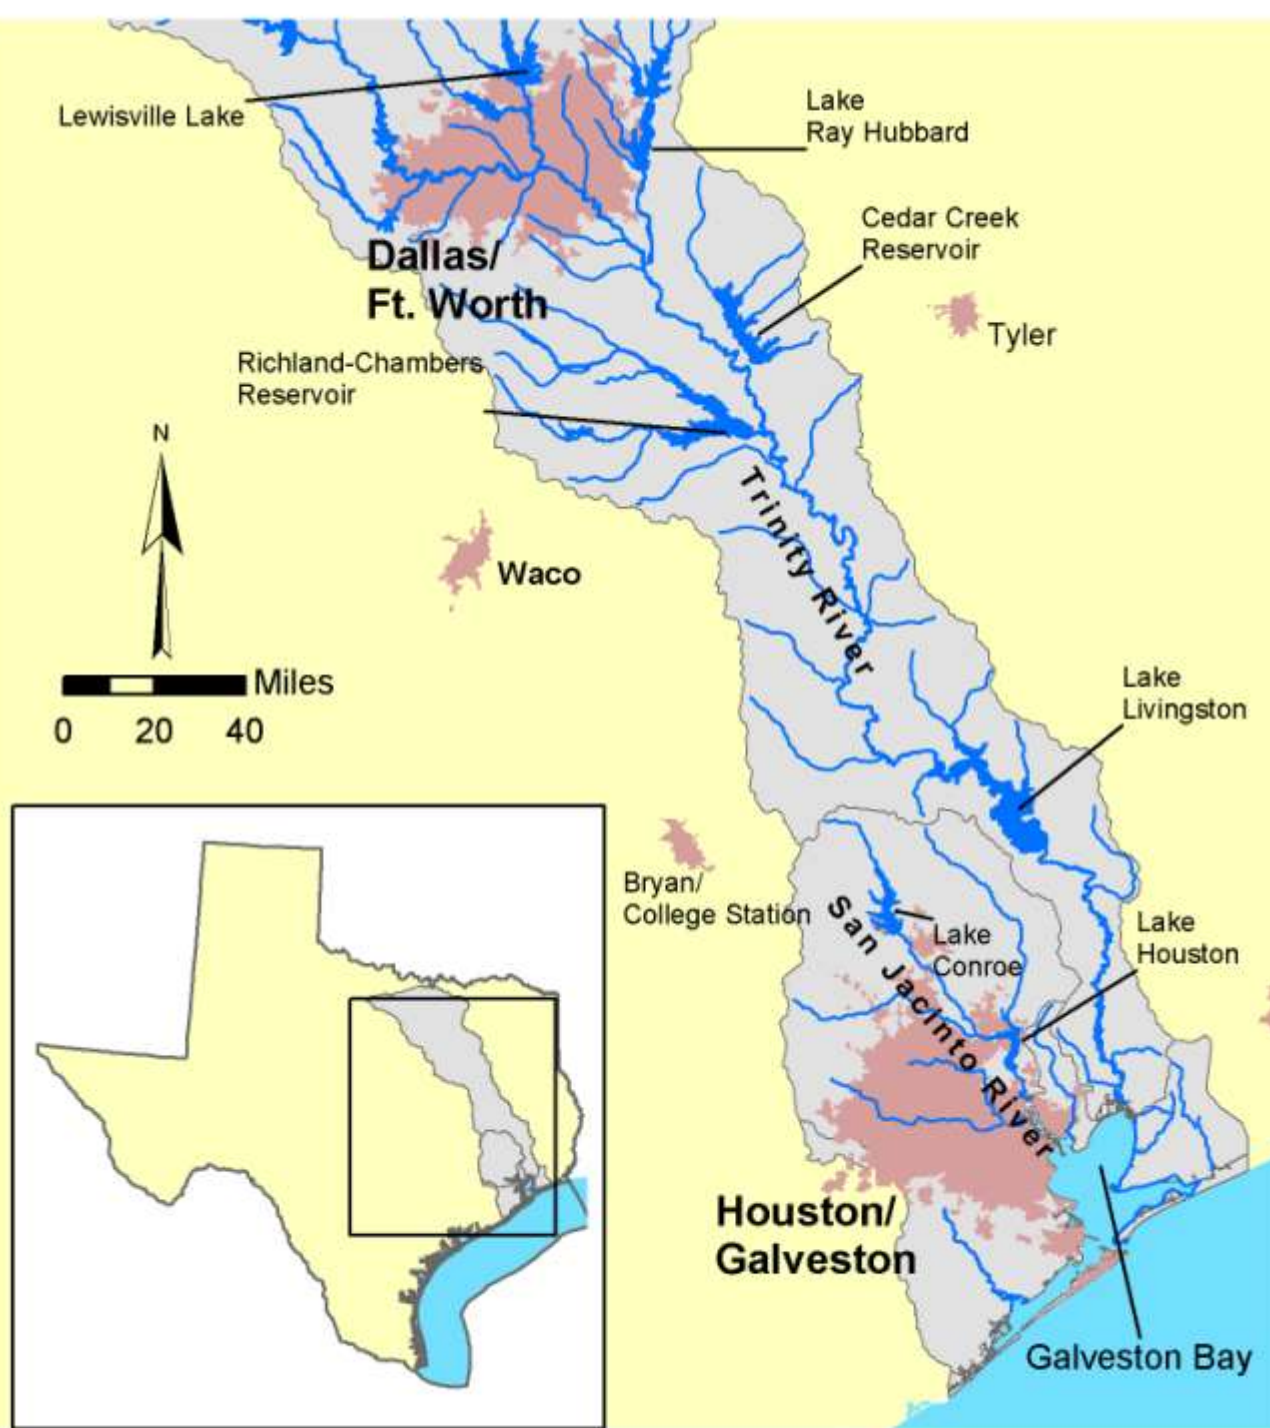 Lewisville Lake
Lake
Ray Hubbard
Cedar Creek
Reservoir
Dallas/
Ft. Worth
Tyler
Richland-Chambers
Reservoir
N
Trinity River
Waco
Miles
0 20 40
Lake
Livingston
Bryan/
College Station
San Jacinto River
Lake
Conroe
Lake
Houston
Houston/
Galveston
Galveston Bay